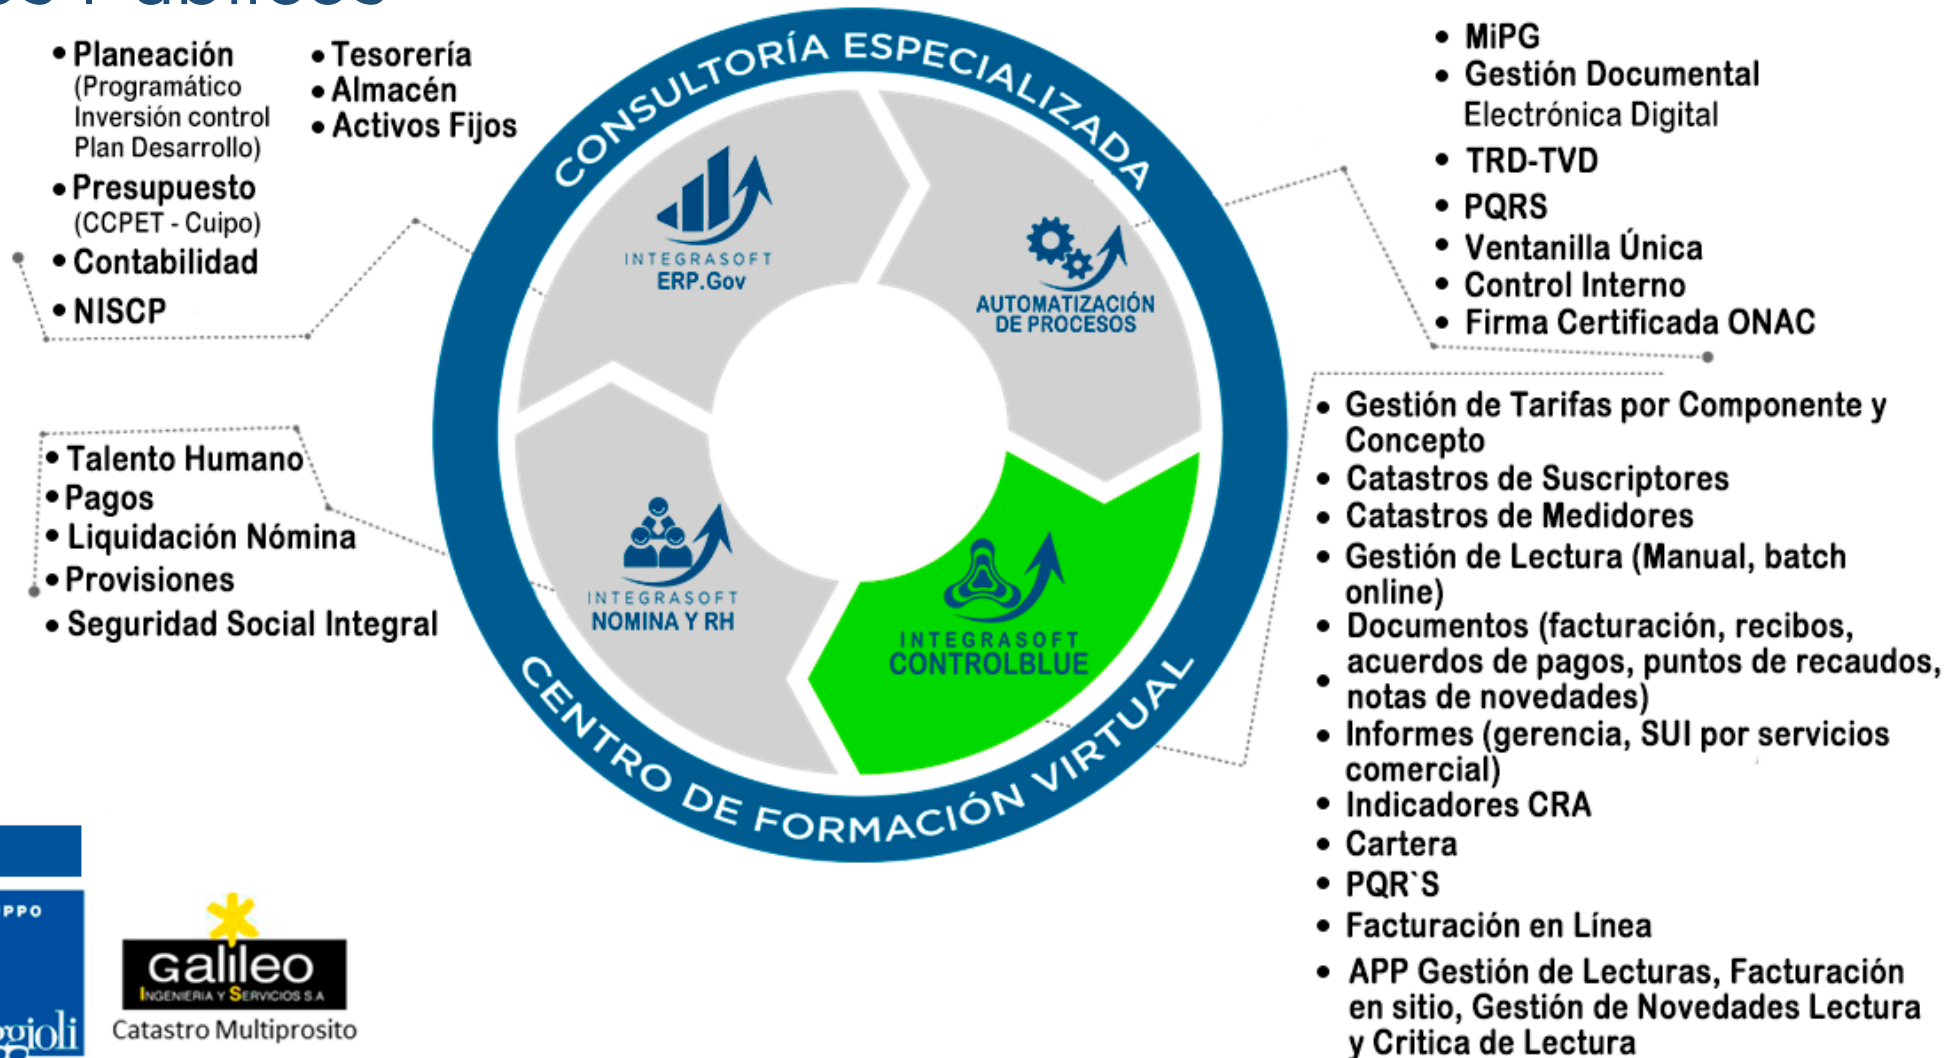 • Planeación
(Programático
Inversión control
Plan Desarrollo)
• Presupuesto
(CCPET - Cuipo)
• Contabilidad
• NISCP
• Tesorería
• Almacén
• Activos Fijos
CONSULTORÍA ESPECIALIZADA
INTEGRASOFT
ERP.Gov
AUTOMATIZACIÓN
DE PROCESOS
• MiPG
• Gestión Documental
Electrónica Digital
• TRD-TVD
• PQRS
• Ventanilla Única
• Control Interno
• Firma Certificada ONAC
• Talento Humano
• Pagos
• Liquidación Nómina
• Provisiones
• Seguridad Social Integral
INTEGRASOFT
NOMINA Y RH
INTEGRASOFT
CONTROLBLUE
CENTRO DE FORMACIÓN VIRTUAL
• Gestión de Tarifas por Componente y
Concepto
• Catastros de Suscriptores
• Catastros de Medidores
• Gestión de Lectura (Manual, batch
online)
• Documentos (facturación, recibos,
acuerdos de pagos, puntos de recaudos,
• notas de novedades)
• Informes (gerencia, SUI por servicios
comercial)
• Indicadores CRA
• Cartera
• PQR`S
• Facturación en Línea
• APP Gestión de Lecturas, Facturación
en sitio, Gestión de Novedades Lectura
y Critica de Lectura
galileo
INGENIERIA Y SERVICIOS S.A
Catastro Multiprosito